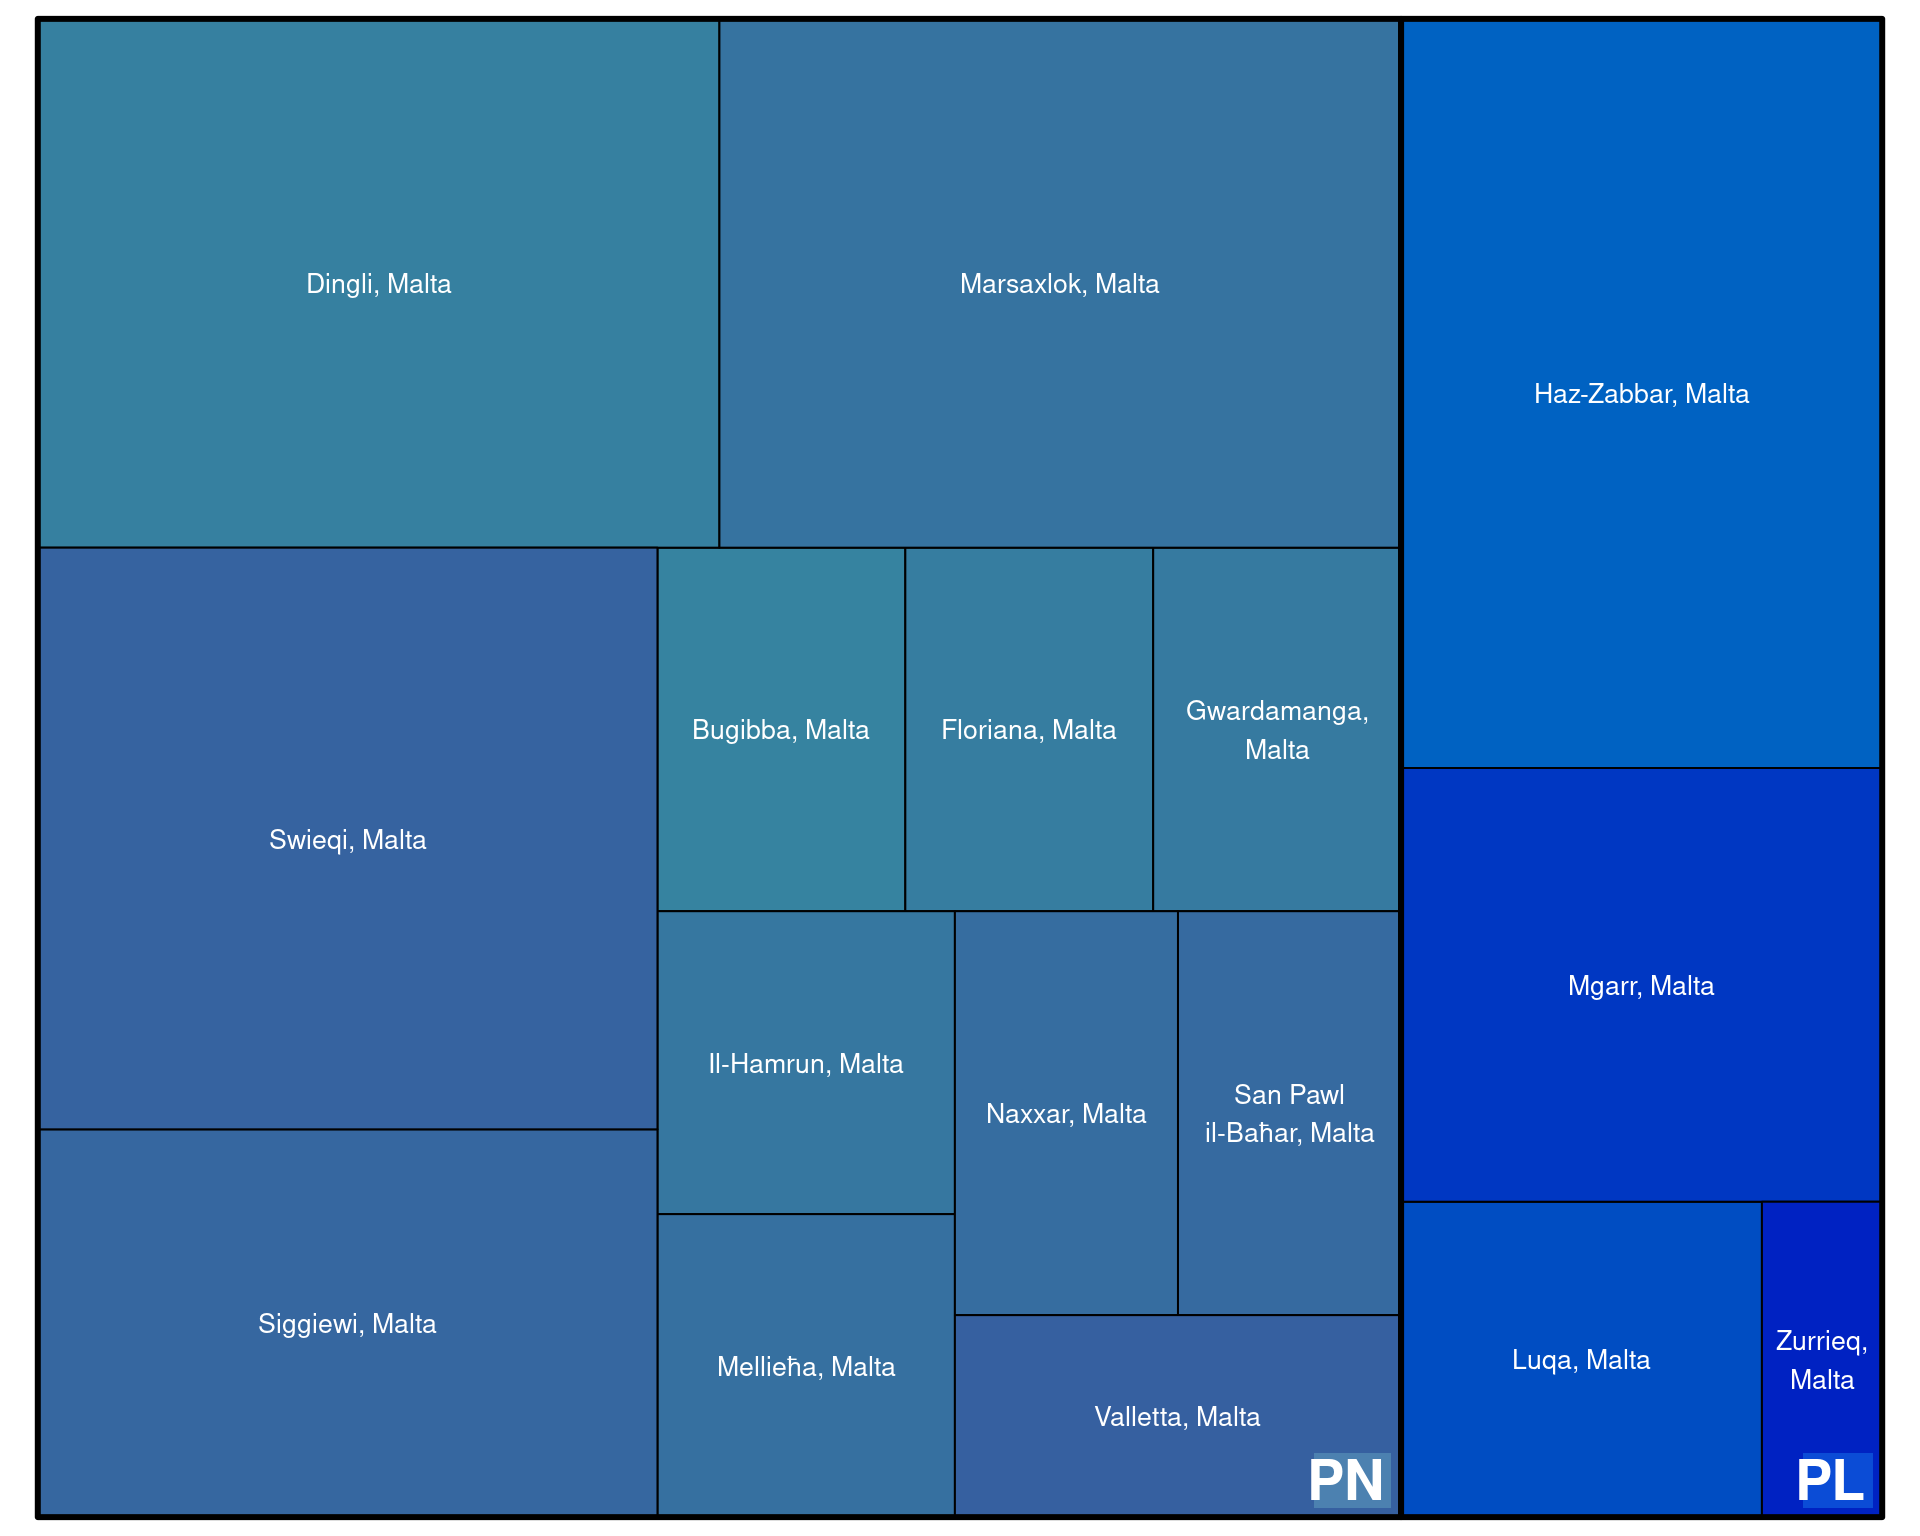 Dingli, Malta
Marsaxlok, Malta
Haz-Zabbar, Malta
Swieqi, Malta
Bugibba, Malta
Floriana, Malta
Gwardamanga,
Malta
Mgarr, Malta
Il-Hamrun, Malta
Naxxar, Malta
San Pawl
il-Baħar, Malta
Siggiewi, Malta
Mellieħa, Malta
Valletta, Malta
Luqa, Malta
Zurrieq,
Malta
PN
PL